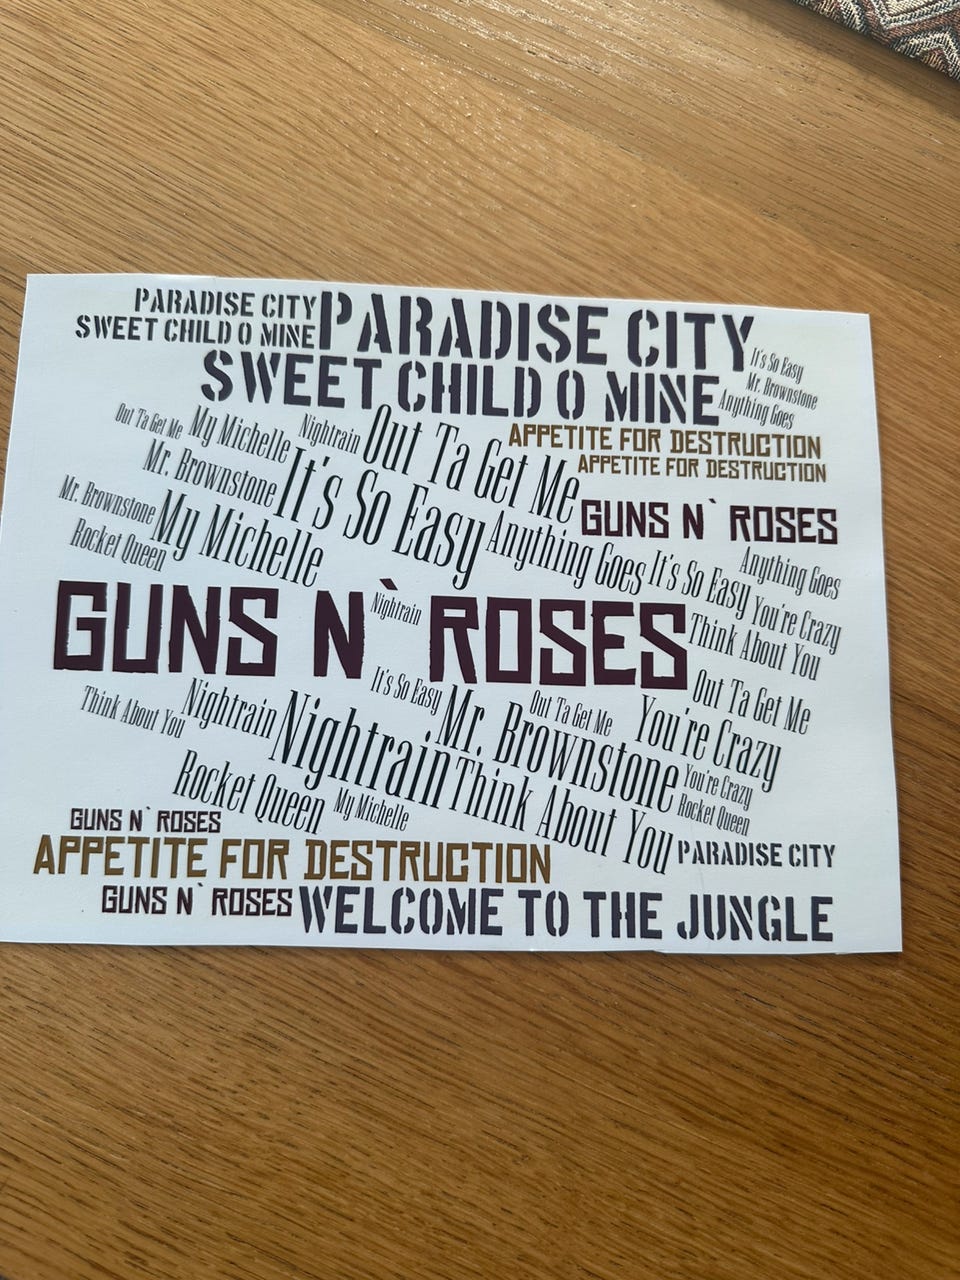 PARADISE CITY
PARADISE CITY
SWEET CHILD O MINE
SWEET CHILD O MINE
It's So Easy
Mr. Brownstone
Anything Goes
Out Ta Get Me
My Michelle
Nightrain
Out Ta Get Me
APPETITE FOR DESTRUCTION
APPETITE FOR DESTRUCTION
Mr. Brownstone
It's So Easy
Mr. Brownstone
My Michelle
Anything Goes
GUNS N` ROSES
Rocket Queen
It's So Easy
Anything Goes
GUNS N` ROSES
Nightrain
You're Crazy
Think About You
Think About You
Nightrain
It's So Easy
Mr. Brownstone
Out Ta Get Me
You're Crazy
Out Ta Get Me
Nightrain
Think About You
You're Crazy
Rocket Queen
Rocket Queen
My Michelle
GUNS N` ROSES
PARADISE CITY
APPETITE FOR DESTRUCTION
GUNS N` ROSES
WELCOME TO THE JUNGLE